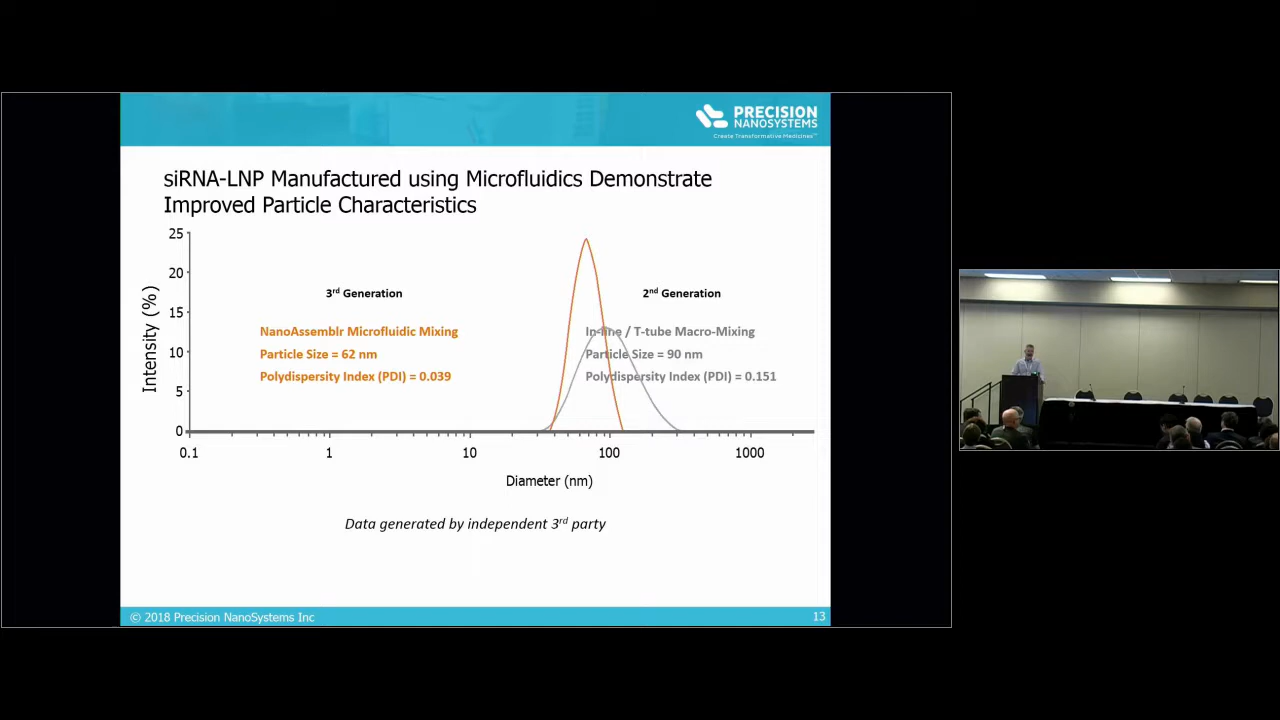 PRECISION
NANOSYSTEMS
Create Transformative Medicines™
siRNA-LNP Manufactured using Microfluidics Demonstrate
Improved Particle Characteristics
25
20
15
10
5
0
Intensity (%)
3rd Generation
NanoAssemblr Microfluidic Mixing
Particle Size = 62 nm
Polydispersity Index (PDI) = 0.039
2nd Generation
In-line / T-tube Macro-Mixing
Particle Size = 90 nm
Polydispersity Index (PDI) = 0.151
0.1 1 10 100 1000
Diameter (nm)
Data generated by independent 3rd party
© 2018 Precision NanoSystems Inc 13